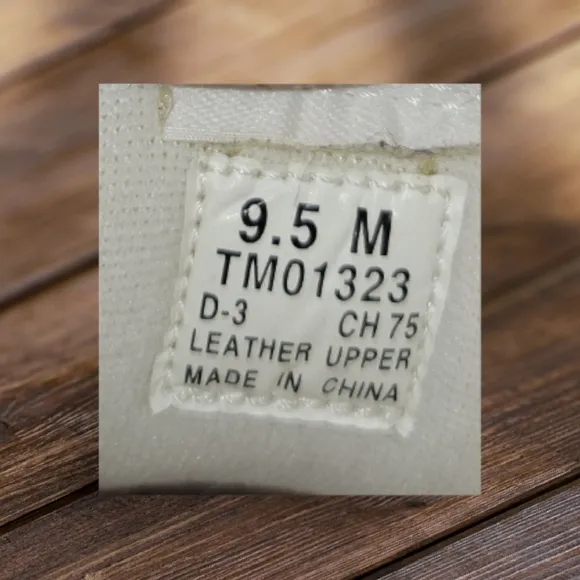 9.5 M
TM01323
D-3 CH 75
LEATHER UPPER
MADE IN CHINA